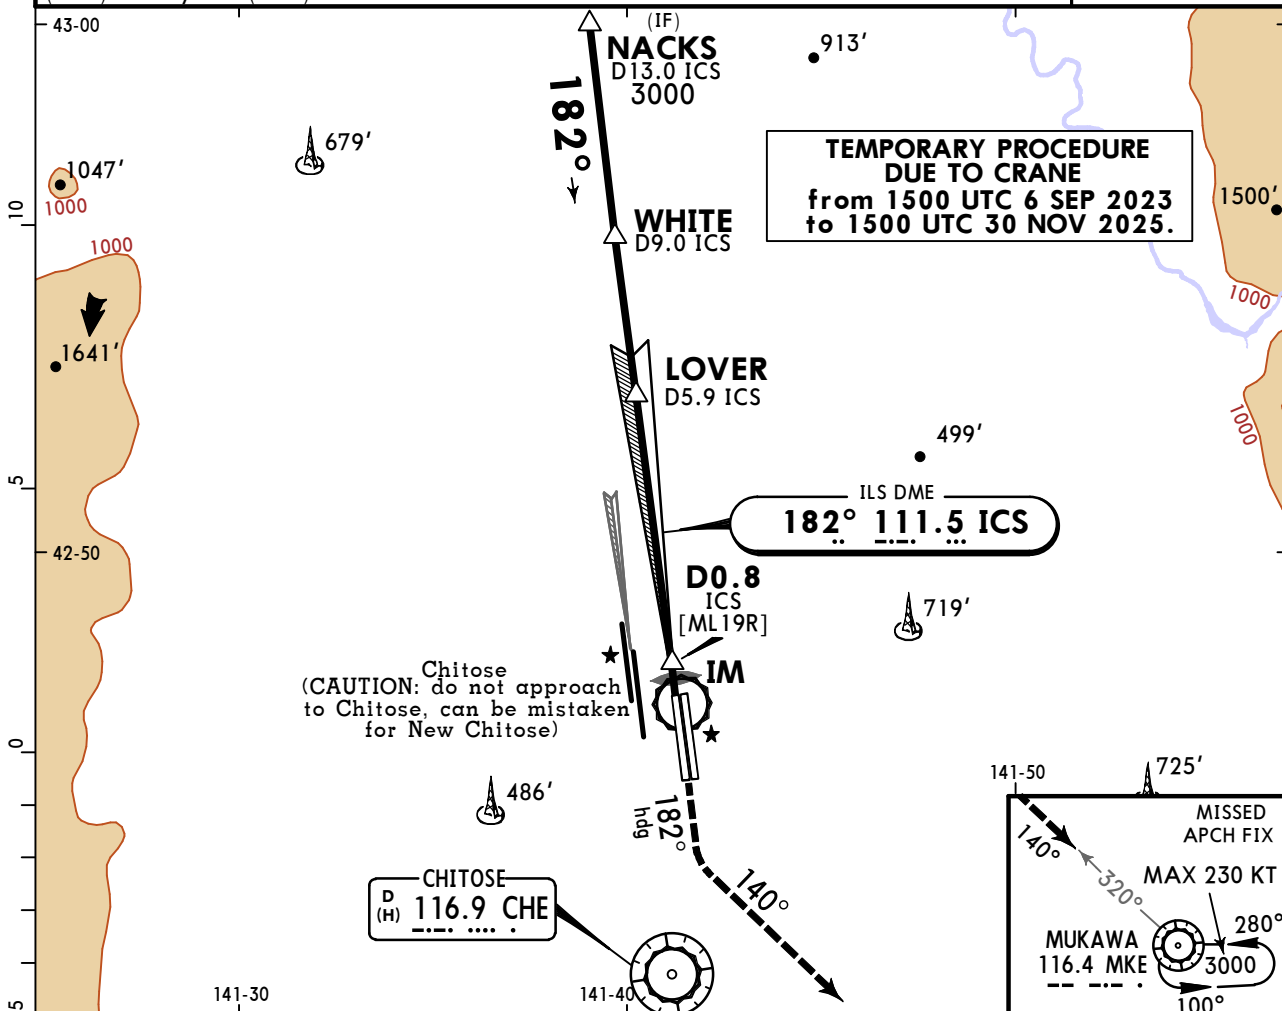 43-00
(IF)
NACKS
D13.0 ICS
3000
182°
913'
679'
1047'
1000
TEMPORARY PROCEDURE
DUE TO CRANE
from 1500 UTC 6 SEP 2023
to 1500 UTC 30 NOV 2025.
1500'
10
WHITE
D9.0 ICS
1000
1000
1641'
LOVER
D5.9 ICS
1000
499'
5
ILS DME
182° 111.5 ICS
42-50
D0.8
ICS
[ML19R]
719'
IM
Chitose
(CAUTION: do not approach
to Chitose, can be mistaken
for New Chitose)
0
486'
182°
hdg
141-50
725'
MISSED
APCH FIX
140°
MAX 230 KT
320°
280°
MUKAWA
116.4 MKE
3000
100°
CHITOSE
D
(H)
116.9 CHE
140°
141-30
141-40
5